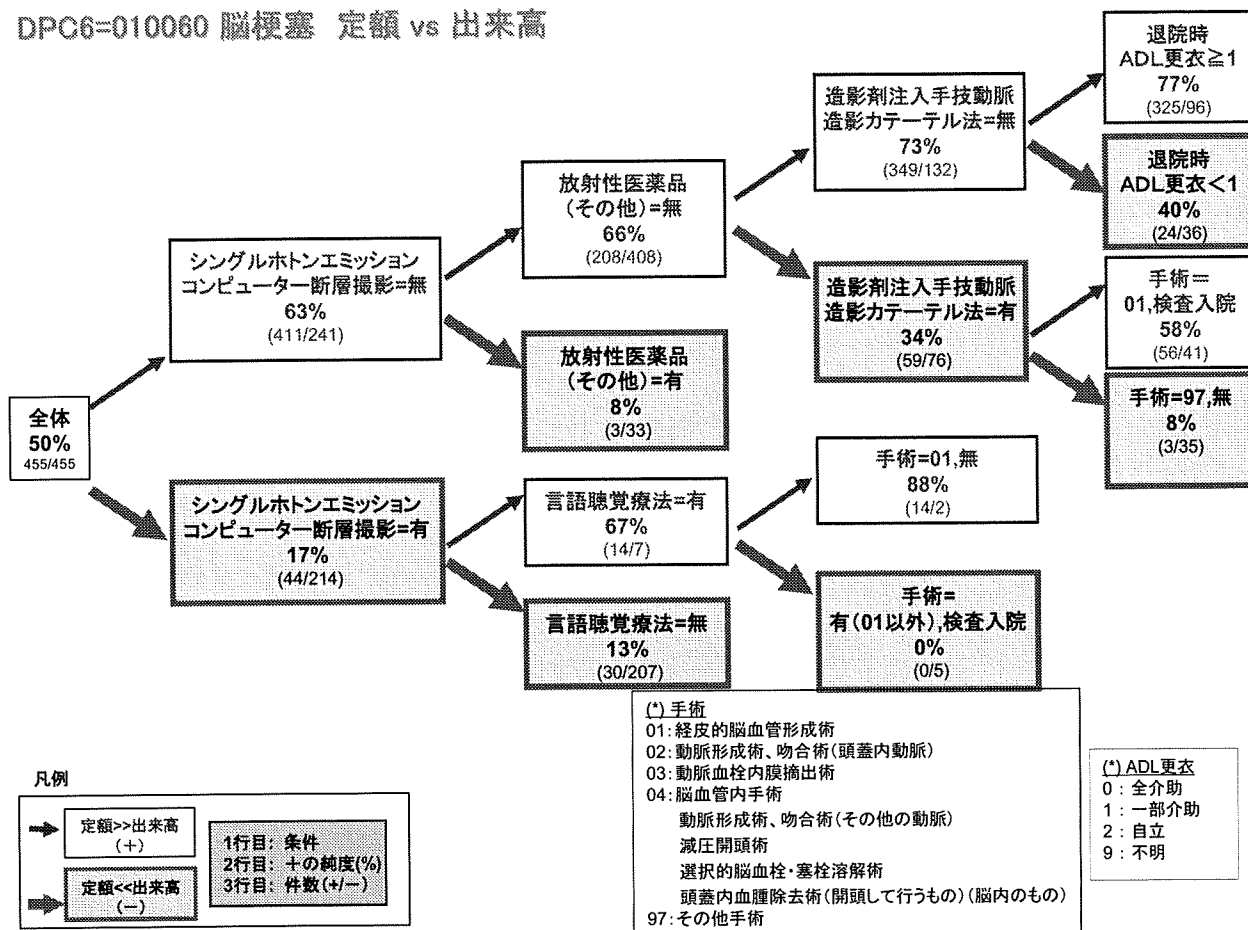 DPC6=010060 脳梗塞 定額 vs 出来高
全体
50%
455/455
シングルホトンエミッション
コンピューター断層撮影=無
63%
(411/241)
シングルホトンエミッション
コンピューター断層撮影=有
17%
(44/214)
放射性医薬品
(その他)=無
66%
(208/408)
放射性医薬品
(その他)=有
8%
(3/33)
言語聴覚療法=有
67%
(14/7)
言語聴覚療法=無
13%
(30/207)
造影剤注入手技動脈
造影カテーテル法=無
73%
(349/132)
造影剤注入手技動脈
造影カテーテル法=有
34%
(59/76)
手術=01,無
88%
(14/2)
手術=
有(01以外),検査入院
0%
(0/5)
退院時
ADL更衣≧1
77%
(325/96)
退院時
ADL更衣<1
40%
(24/36)
手術=
01,検査入院
58%
(56/41)
手術=97,無
8%
(3/35)
凡例
定額>>出来高
(+)
定額<<出来高
(-)
1行目: 条件
2行目: +の純度(%)
3行目: 件数(+/-)
(*) 手術
01:経皮的脳血管形成術
02:動脈形成術、吻合術(頭蓋内動脈)
03:動脈血栓内膜摘出術
04:脳血管内手術
動脈形成術、吻合術(その他の動脈)
減圧開頭術
選択的脳血栓・塞栓溶解術
頭蓋内血腫除去術(開頭して行うもの)(脳内のもの)
97:その他手術
(*) ADL更衣
0 : 全介助
1 : 一部介助
2 : 自立
9 : 不明